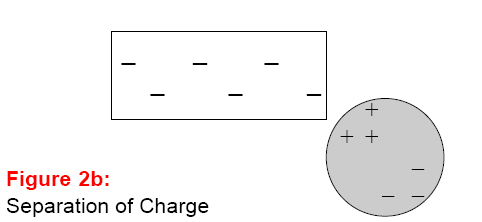 − − −
− − −
+
+ +
−
− −
Figure 2b:
Separation of Charge